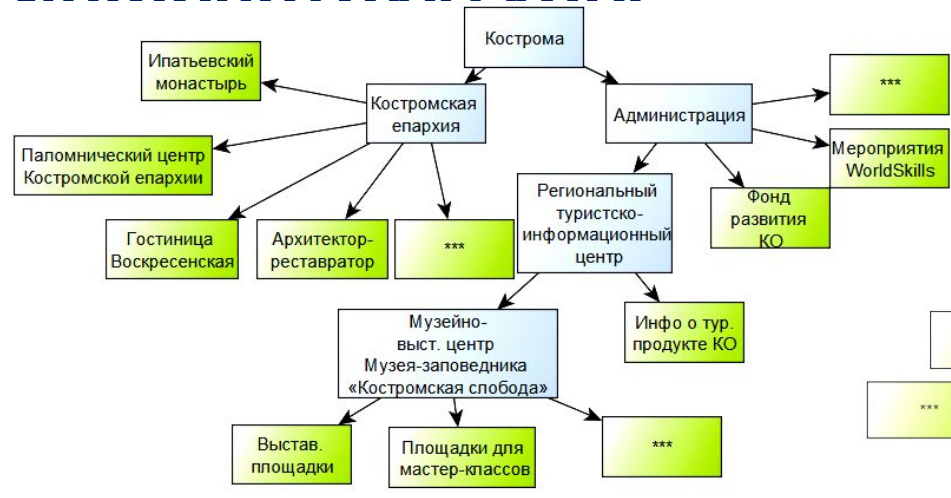 Кострома
Ипатьевский
монастырь
Костромская
епархия
Администрация
***
Паломнический центр
Костромской епархии
Мероприятия
WorldSkills
Региональный
туристско-
информационный
центр
Фонд
развития
КО
Гостиница
Воскресенская
Архитектор-
реставратор
***
Музейно-
выст. центр
Музея-заповедника
«Костромская слобода»
Инфо о тур.
продукте КО
***
Выстав.
площадки
Площадки для
мастер-классов
***